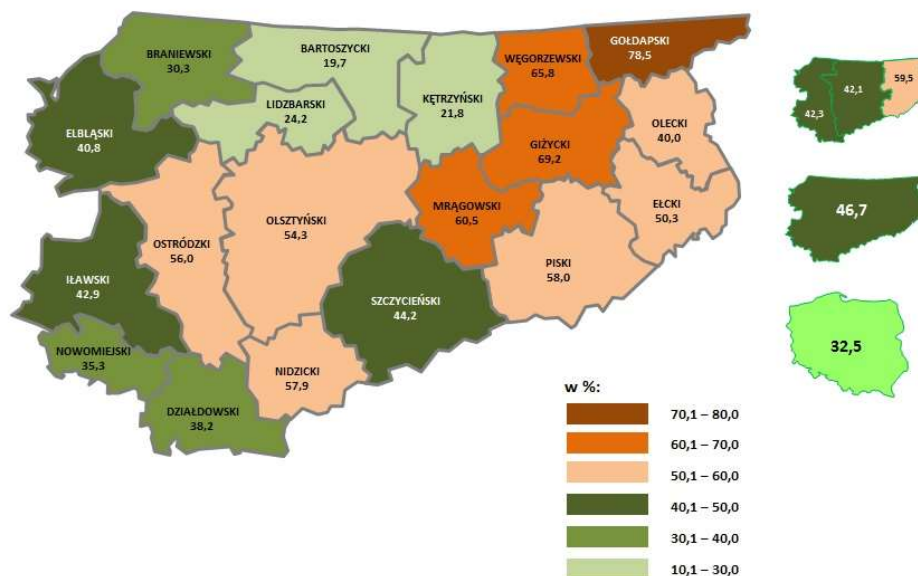 GOŁDAPSKI
78,5
BRANIEWSKI
30,3
BARTOSZYCKI
19,7
WĘGORZEWSKI
65,8
KĘTRZYŃSKI
21,8
LIDZBARSKI
24,2
OLECKI
40,0
ELBLĄSKI
40,8
GIŻYCKI
69,2
MRĄGOWSKI
60,5
EŁCKI
50,3
OLSZTYŃSKI
54,3
OSTRÓDZKI
56,0
PISKI
58,0
IŁAWSKI
42,9
SZCZYCIEŃSKI
44,2
NOWOMIEJSKI
35,3
NIDZICKI
57,9
DZIAŁDOWSKI
38,2
59,5
42,1
42,3
46,7
32,5
w %:
70,1 – 80,0
60,1 – 70,0
50,1 – 60,0
40,1 – 50,0
30,1 – 40,0
10,1 – 30,0